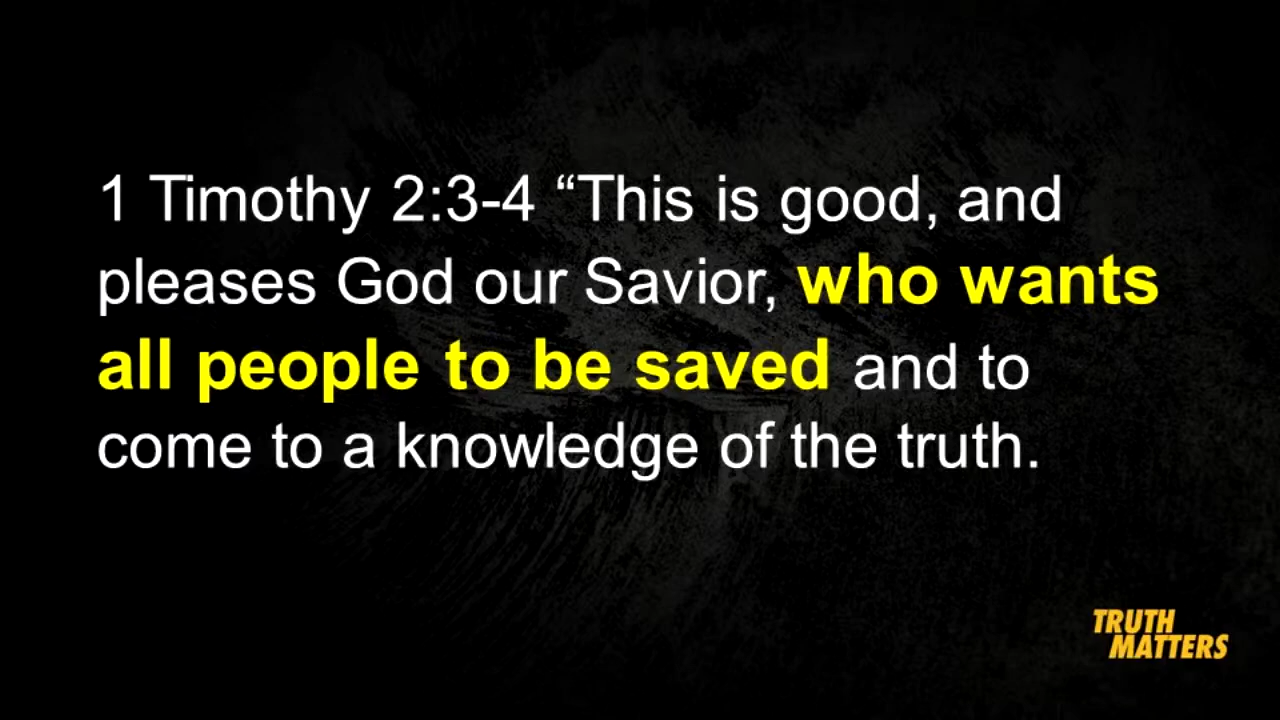 1 Timothy 2:3-4 “This is good, and
pleases God our Savior, who wants
all people to be saved and to
come to a knowledge of the truth.
TRUTH
MATTERS